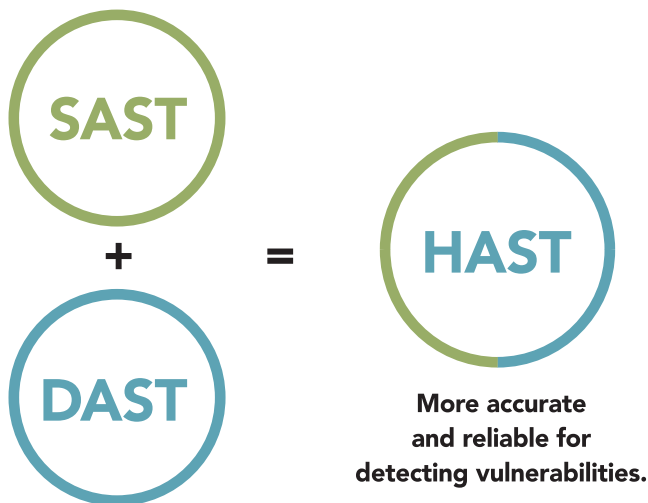 SAST
+
DAST
=
HAST
More accurate
and reliable for
detecting vulnerabilities.